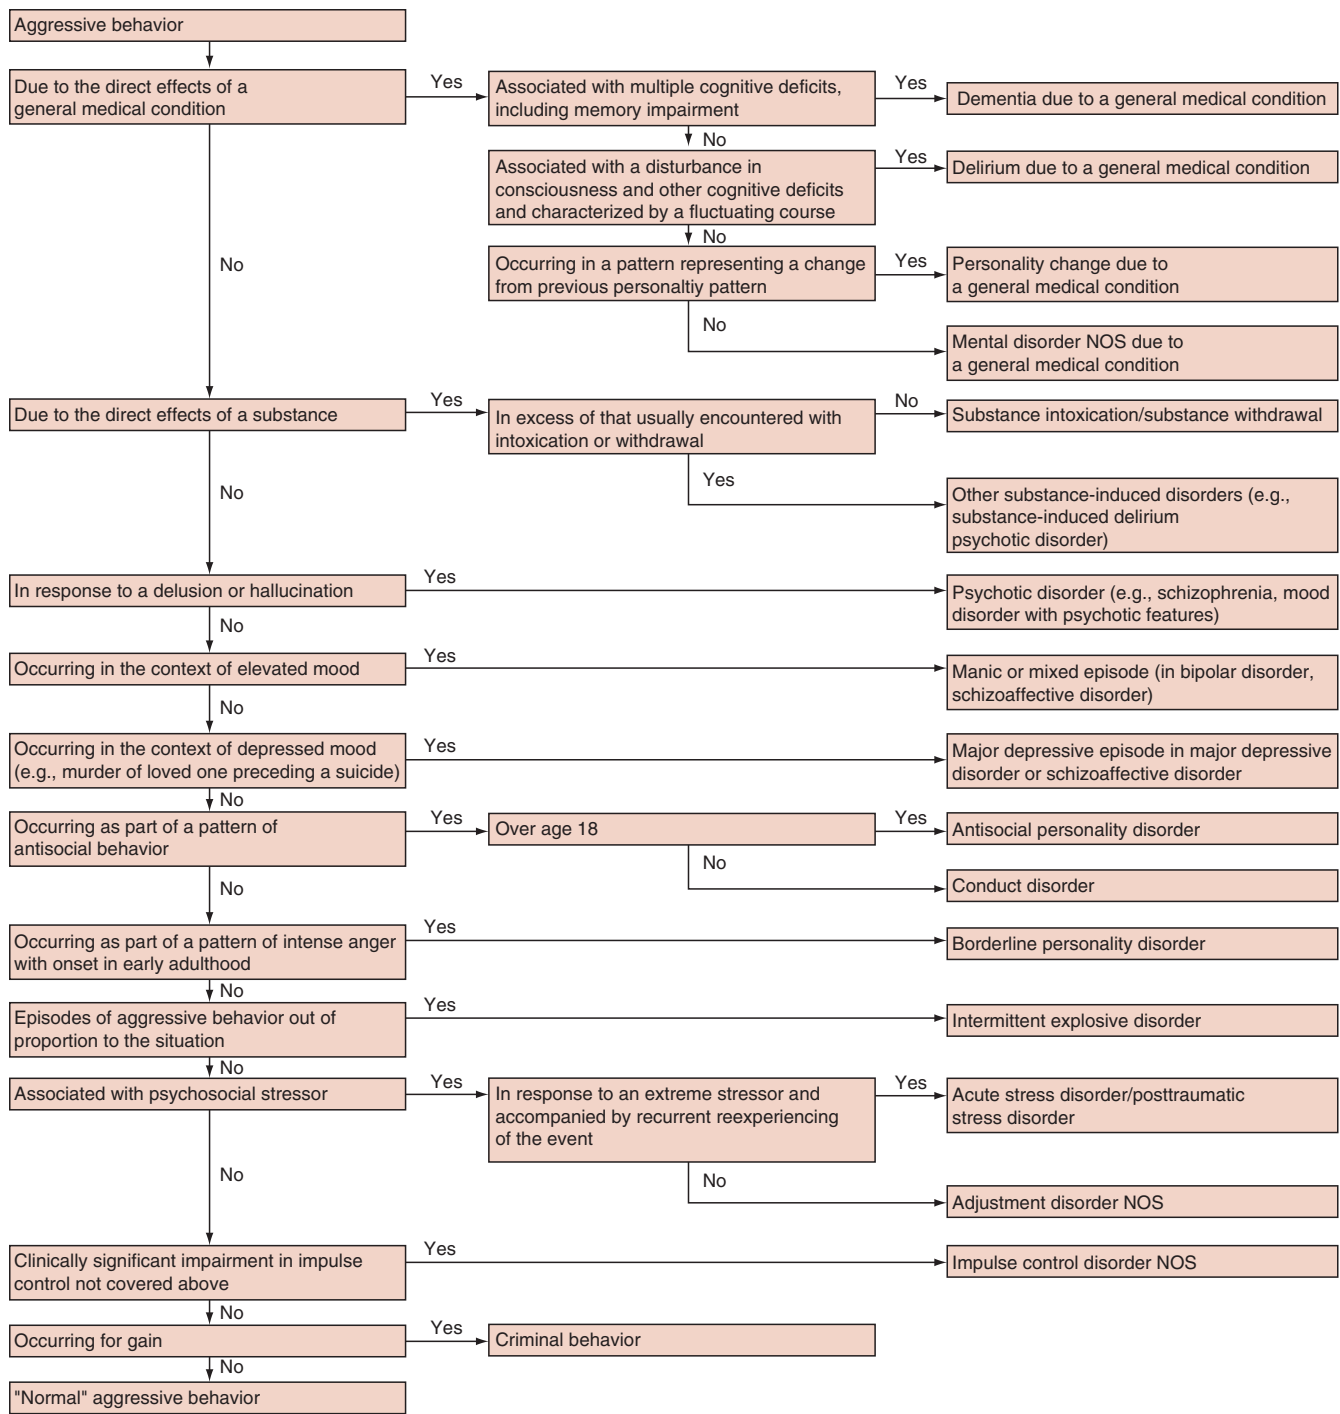 Aggressive behavior
Due to the direct effects of a
general medical condition
Yes
Associated with multiple cognitive deficits,
including memory impairment
Yes
Dementia due to a general medical condition
No
Associated with a disturbance in
consciousness and other cognitive deficits
and characterized by a fluctuating course
Yes
Delirium due to a general medical condition
No
No
Occurring in a pattern representing a change
from previous personaltiy pattern
Yes
Personality change due to
a general medical condition
No
Mental disorder NOS due to
a general medical condition
Due to the direct effects of a substance
Yes
In excess of that usually encountered with
intoxication or withdrawal
No
Substance intoxication/substance withdrawal
No
Yes
Other substance-induced disorders (e.g.,
substance-induced delirium
psychotic disorder)
In response to a delusion or hallucination
Yes
Psychotic disorder (e.g., schizophrenia, mood
disorder with psychotic features)
No
Occurring in the context of elevated mood
Yes
Manic or mixed episode (in bipolar disorder,
schizoaffective disorder)
No
Occurring in the context of depressed mood
(e.g., murder of loved one preceding a suicide)
Yes
Major depressive episode in major depressive
disorder or schizoaffective disorder
No
Occurring as part of a pattern of
antisocial behavior
Yes
Over age 18
Yes
Antisocial personality disorder
No
No
Conduct disorder
Occurring as part of a pattern of intense anger
with onset in early adulthood
Yes
Borderline personality disorder
No
Episodes of aggressive behavior out of
proportion to the situation
Yes
Intermittent explosive disorder
No
Associated with psychosocial stressor
Yes
In response to an extreme stressor and
accompanied by recurrent reexperiencing
of the event
Yes
Acute stress disorder/posttraumatic
stress disorder
No
No
Adjustment disorder NOS
Clinically significant impairment in impulse
control not covered above
Yes
Impulse control disorder NOS
No
Occurring for gain
Yes
Criminal behavior
No
"Normal" aggressive behavior